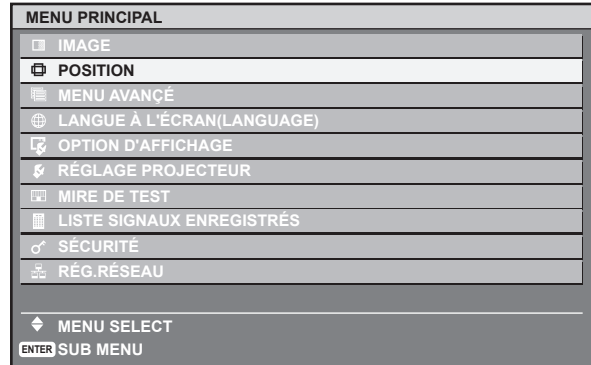 MENU PRINCIPAL
IMAGE
POSITION
MENU AVANÇÉ
LANGUE À L'ÉCRAN(LANGUAGE)
OPTION D'AFFICHAGE
RÉGLAGE PROJECTEUR
MIRE DE TEST
LISTE SIGNAUX ENREGISTRÉS
SÉCURITÉ
RÉG.RÉSEAU
MENU SELECT
ENTER SUB MENU